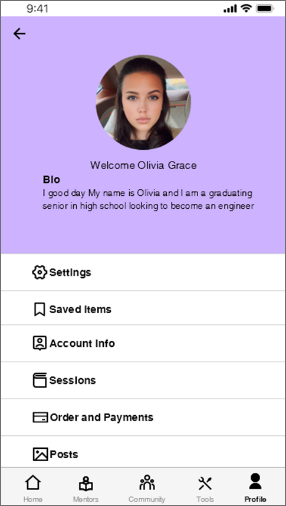 9:41
Welcome Olivia Grace
Bio
I good day My name is Olivia and I am a graduating
senior in high school looking to become an engineer
Settings
Saved Items
Account Info
Sessions
Order and Payments
Posts
Home Mentors Community Tools Profile